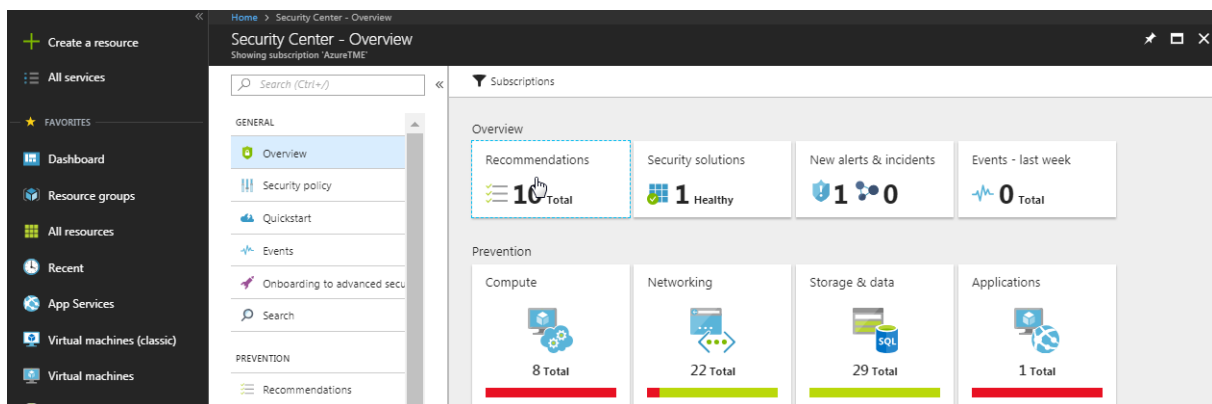 Home > Security Center - Overview
Security Center - Overview
Showing subscription 'AzureTME'
Create a resource
All services
FAVORITES
Dashboard
Resource groups
All resources
Recent
App Services
Virtual machines (classic)
Virtual machines
Search (Ctrl+/)
GENERAL
Overview
Security policy
Quickstart
Events
Onboarding to advanced secu
Search
PREVENTION
Recommendations
Subscriptions
Overview
Recommendations
Total
Security solutions
1 Healthy
New alerts & incidents
1 0
Events - last week
0 Total
Prevention
Compute
8 Total
Networking
22 Total
Storage & data
SQL
29 Total
Applications
1 Total